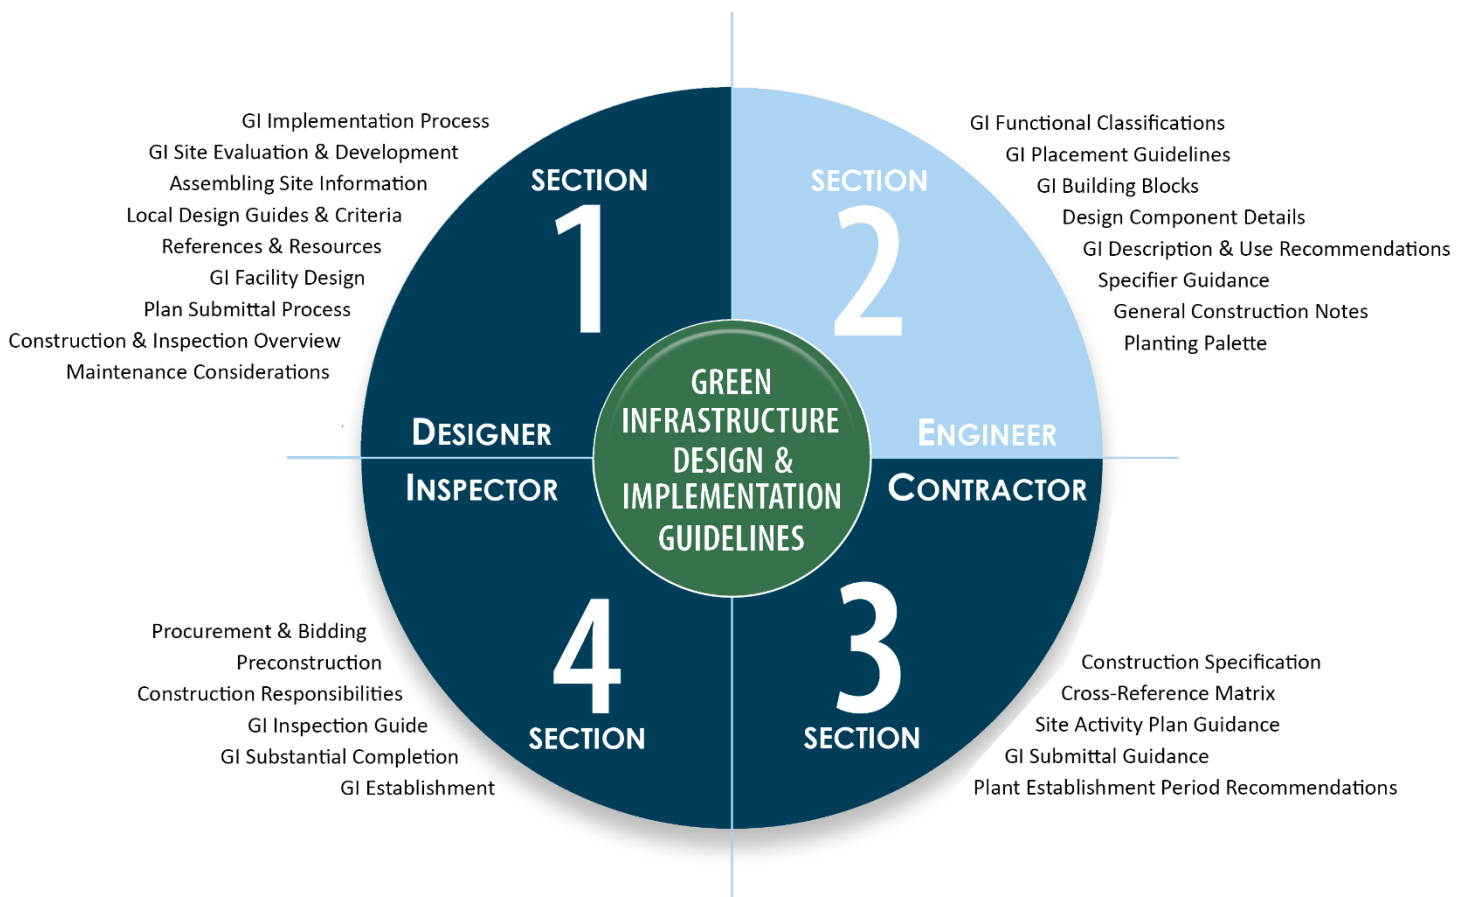 GI Implementation Process
GI Site Evaluation & Development
Assembling Site Information
Local Design Guides & Criteria
References & Resources
GI Facility Design
Plan Submittal Process
Construction & Inspection Overview
Maintenance Considerations
SECTION
1
DESIGNER
SECTION
2
ENGINEER
GI Functional Classifications
GI Placement Guidelines
GI Building Blocks
Design Component Details
GI Description & Use Recommendations
Specifier Guidance
General Construction Notes
Planting Palette
GREEN
INFRASTRUCTURE
DESIGN &
IMPLEMENTATION
GUIDELINES
INSPECTOR
4
SECTION
Procurement & Bidding
Preconstruction
Construction Responsibilities
GI Inspection Guide
GI Substantial Completion
GI Establishment
CONTRACTOR
3
SECTION
Construction Specification
Cross-Reference Matrix
Site Activity Plan Guidance
GI Submittal Guidance
Plant Establishment Period Recommendations